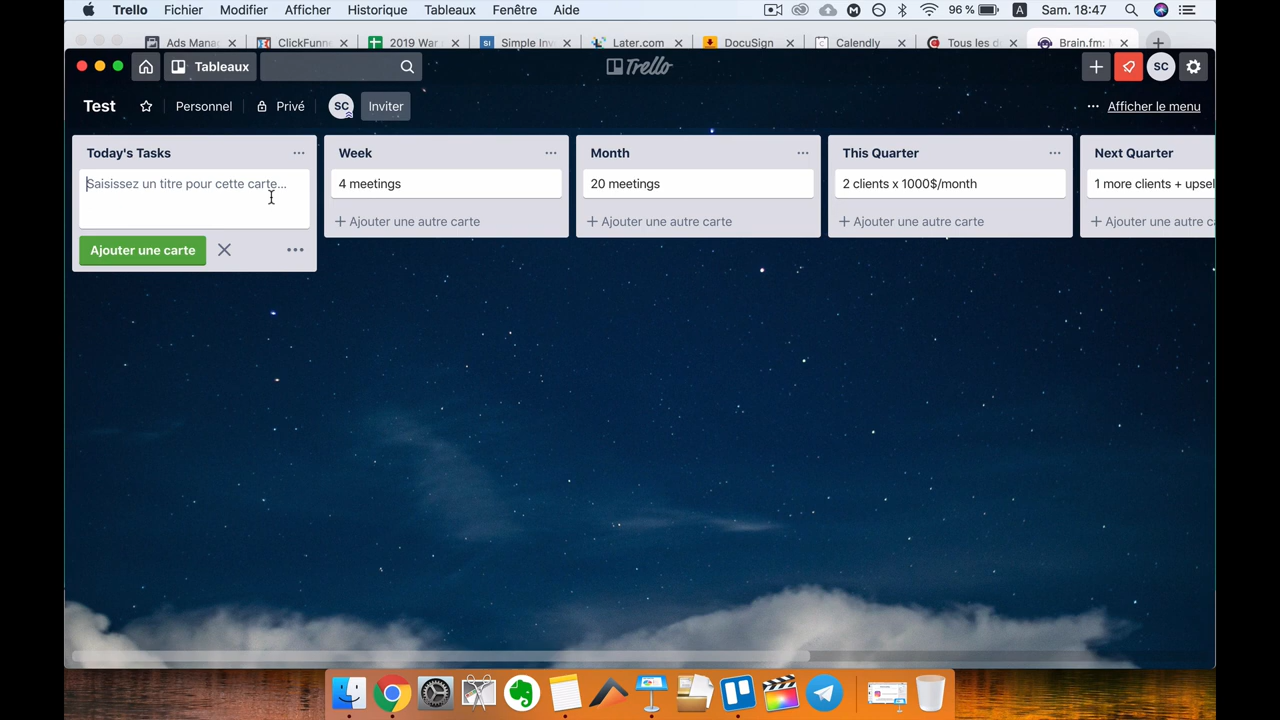 Trello Fichier Modifier Afficher Historique Tableaux Fenêtre Aide 96 % A Sam. 18:47
Ads Mana ClickFunne 2019 War Simple Inv Later.com DocuSign Calendly Tous les d Brain.fm: M
Tableaux Trello SC
Test Personnel Privé SC Inviter ... Afficher le menu
Today's Tasks
Saisissez un titre pour cette carte...
Ajouter une carte
Week
4 meetings
+ Ajouter une autre carte
Month
20 meetings
+ Ajouter une autre carte
This Quarter
2 clients x 1000$/month
+ Ajouter une autre carte
Next Quarter
1 more clients + upsel
+ Ajouter une autre ca